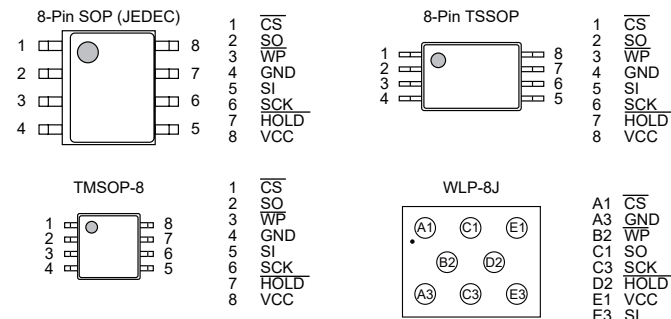 8-Pin SOP (JEDEC)
1
2
3
4
8
7
6
5
1 CS
2 SO
3 WP
4 GND
5 SI
6 SCK
7 HOLD
8 VCC
8-Pin TSSOP
1
2
3
4
8
7
6
5
1 CS
2 SO
3 WP
4 GND
5 SI
6 SCK
7 HOLD
8 VCC
TMSOP-8
1
2
3
4
8
7
6
5
1 CS
2 SO
3 WP
4 GND
5 SI
6 SCK
7 HOLD
8 VCC
WLP-8J
A1 C1 E1
B2 D2
A3 C3 E3
A1 CS
A3 GND
B2 WP
C1 SO
C3 SCK
D2 HOLD
E1 VCC
E3 SI